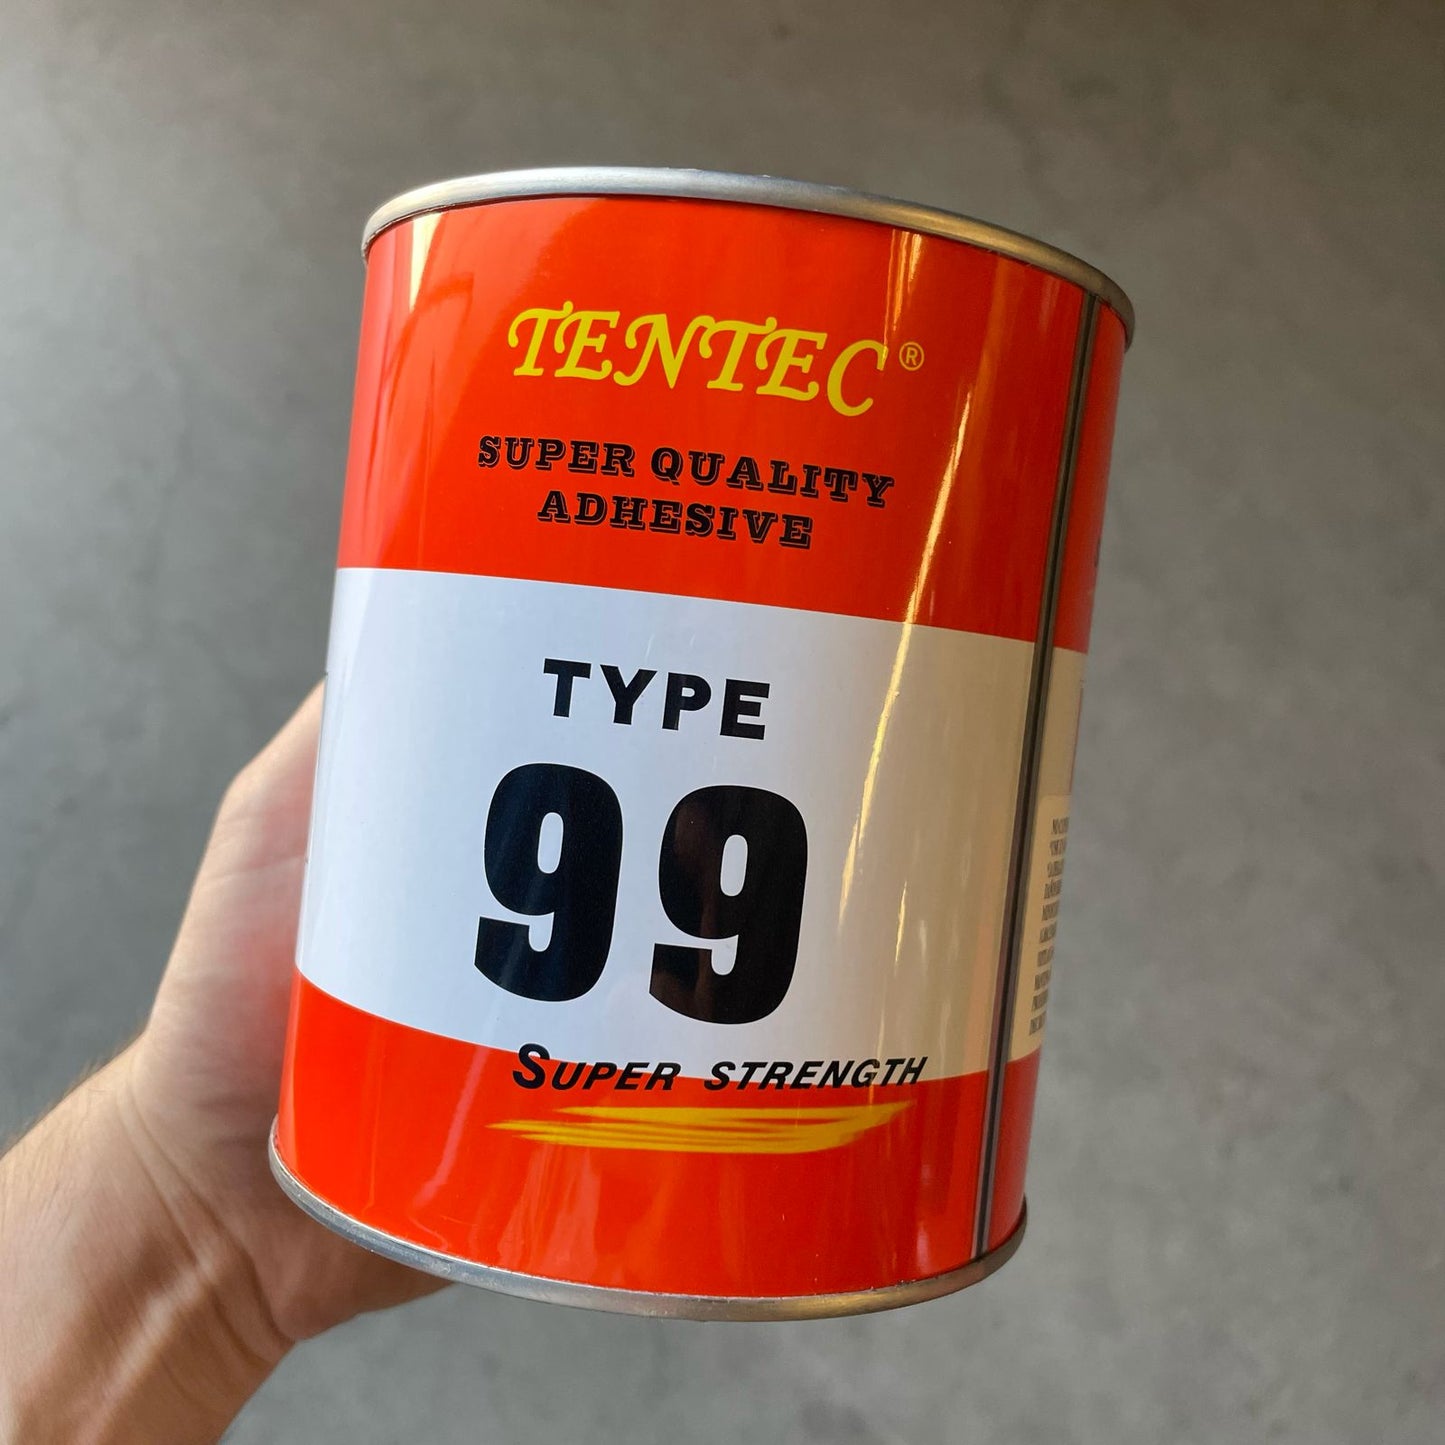 TENTEC®
SUPER QUALITY
ADHESIVE
TYPE
99
SUPER STRENGTH